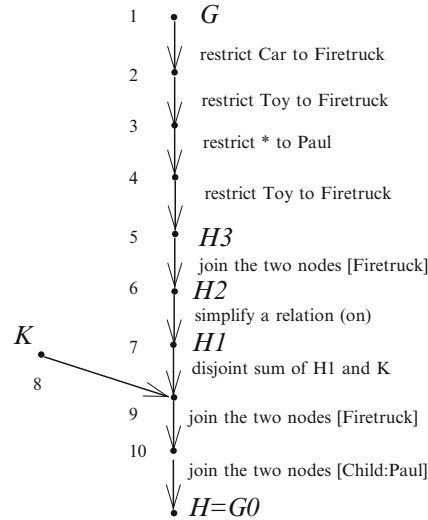 1 G
restrict Car to Firetruck
2
restrict Toy to Firetruck
3
restrict * to Paul
4
restrict Toy to Firetruck
5 H3
join the two nodes [Firetruck]
6 H2
simplify a relation (on)
7 H1
K
disjoint sum of H1 and K
8
9
join the two nodes [Firetruck]
10
join the two nodes [Child:Paul]
H=G0